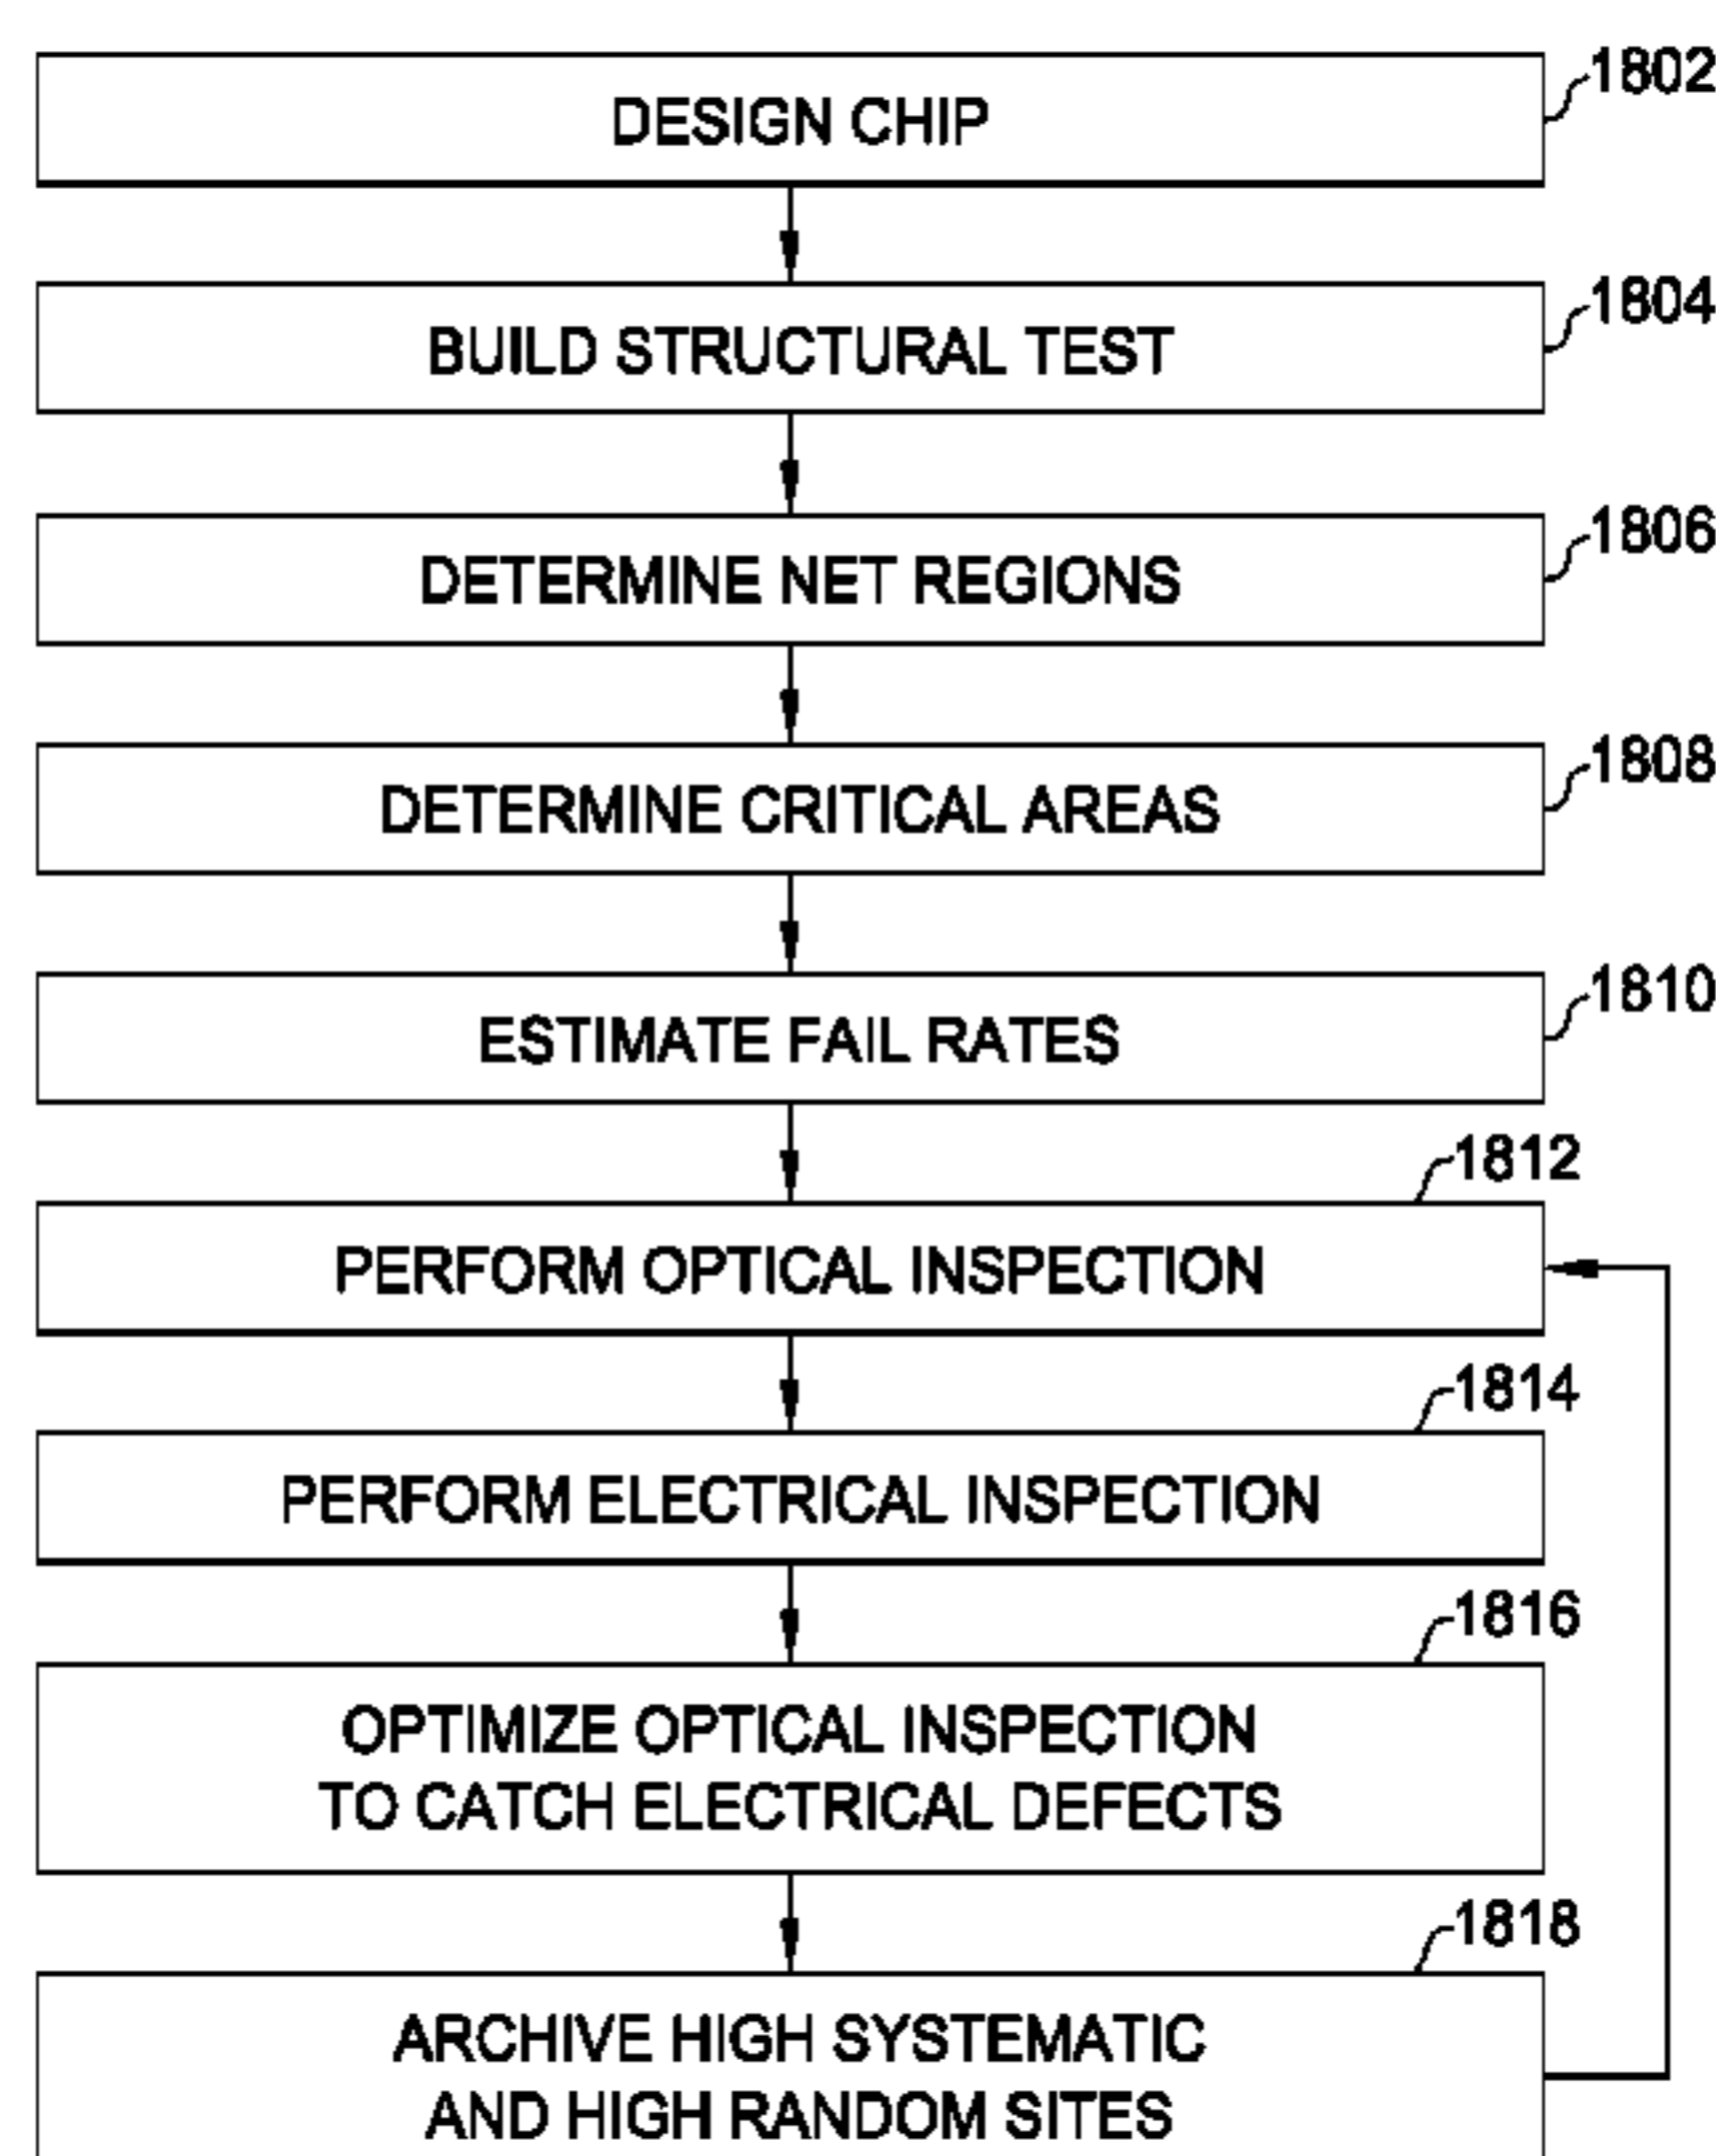 1802
DESIGN CHIP
1804
BUILD STRUCTURAL TEST
1806
DETERMINE NET REGIONS
1808
DETERMINE CRITICAL AREAS
1810
ESTIMATE FAIL RATES
1812
PERFORM OPTICAL INSPECTION
1814
PERFORM ELECTRICAL INSPECTION
1816
OPTIMIZE OPTICAL INSPECTION
TO CATCH ELECTRICAL DEFECTS
1818
ARCHIVE HIGH SYSTEMATIC
AND HIGH RANDOM SITES